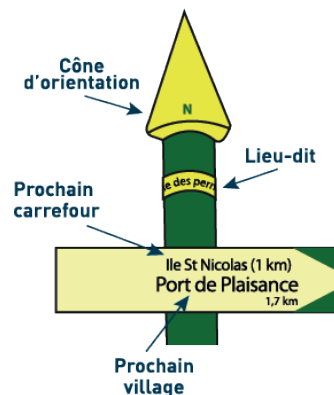 Cône
d'orientation
N
Lieu-dit
des
Prochain
carrefour
Ile St Nicolas (1 km)
Port de Plaisance
1,7 km
Prochain
village